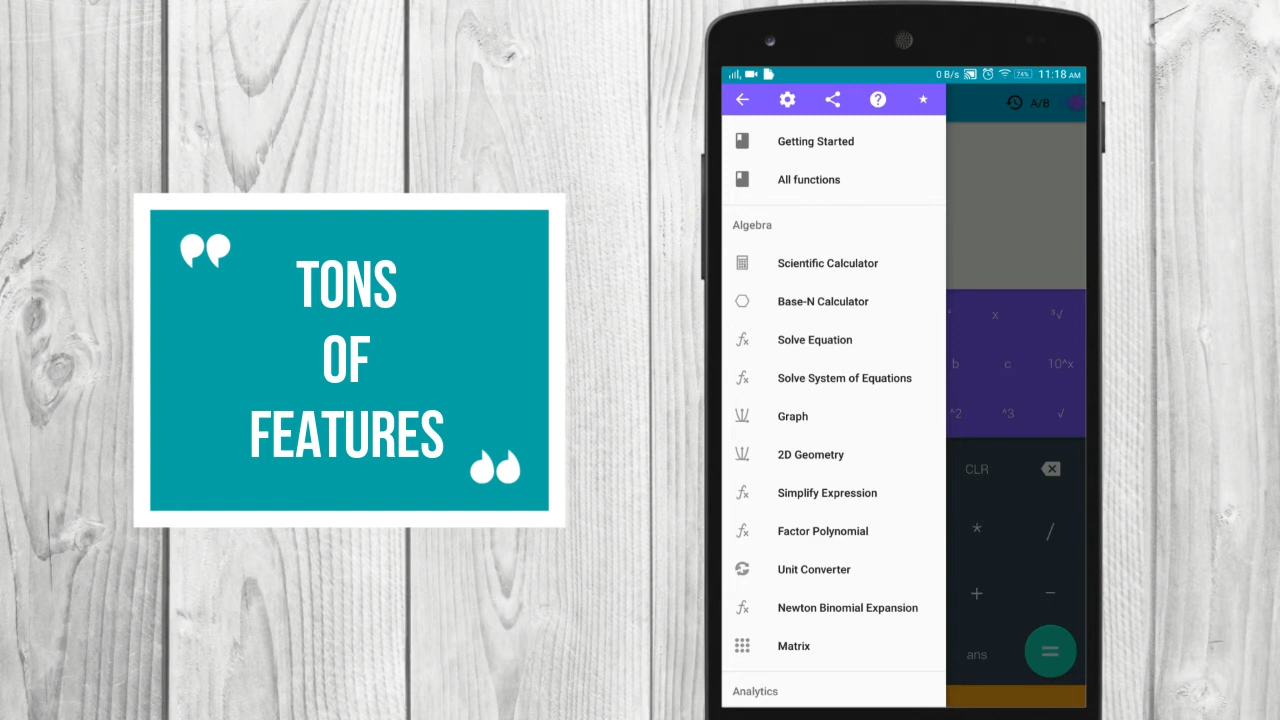 TONS
OF
FEATURES
0 B/s 74% 11:18 AM
A/B
Getting Started
All functions
Algebra
Scientific Calculator
Base-N Calculator
Solve Equation
Solve System of Equations
Graph
2D Geometry
Simplify Expression
Factor Polynomial
Unit Converter
Newton Binomial Expansion
Matrix
Analytics
x ³√
b c 10^x
^2 ^3 √
CLR
* /
+ −
ans =